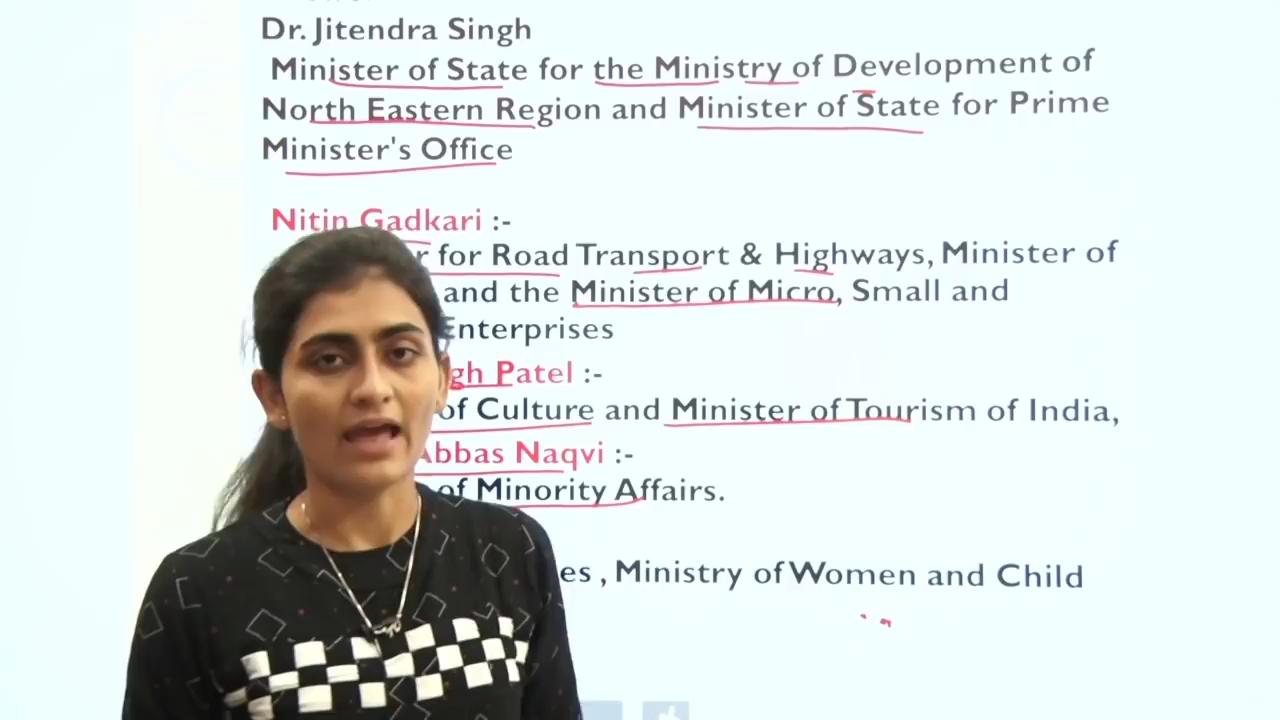 Dr. Jitendra Singh
Minister of State for the Ministry of Development of
North Eastern Region and Minister of State for Prime
Minister's Office
Nitin Gadkari :-
for Road Transport & Highways, Minister of
and the Minister of Micro, Small and
Enterprises
Patel :-
of Culture and Minister of Tourism of India,
Abbas Naqvi :-
of Minority Affairs.
, Ministry of Women and Child